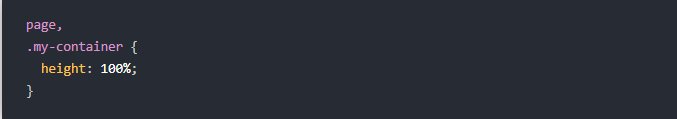 page,
.my-container {
  height: 100%;
}